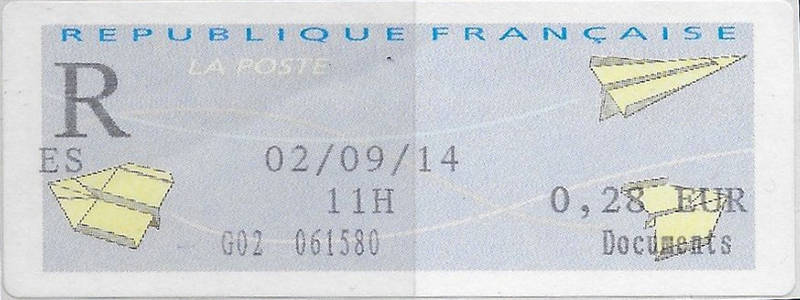 REPUBLIQUE FRANÇAISE
LA POSTE
R
ES 02/09/14
11H 0,28 EUR
G02 061580 Documents